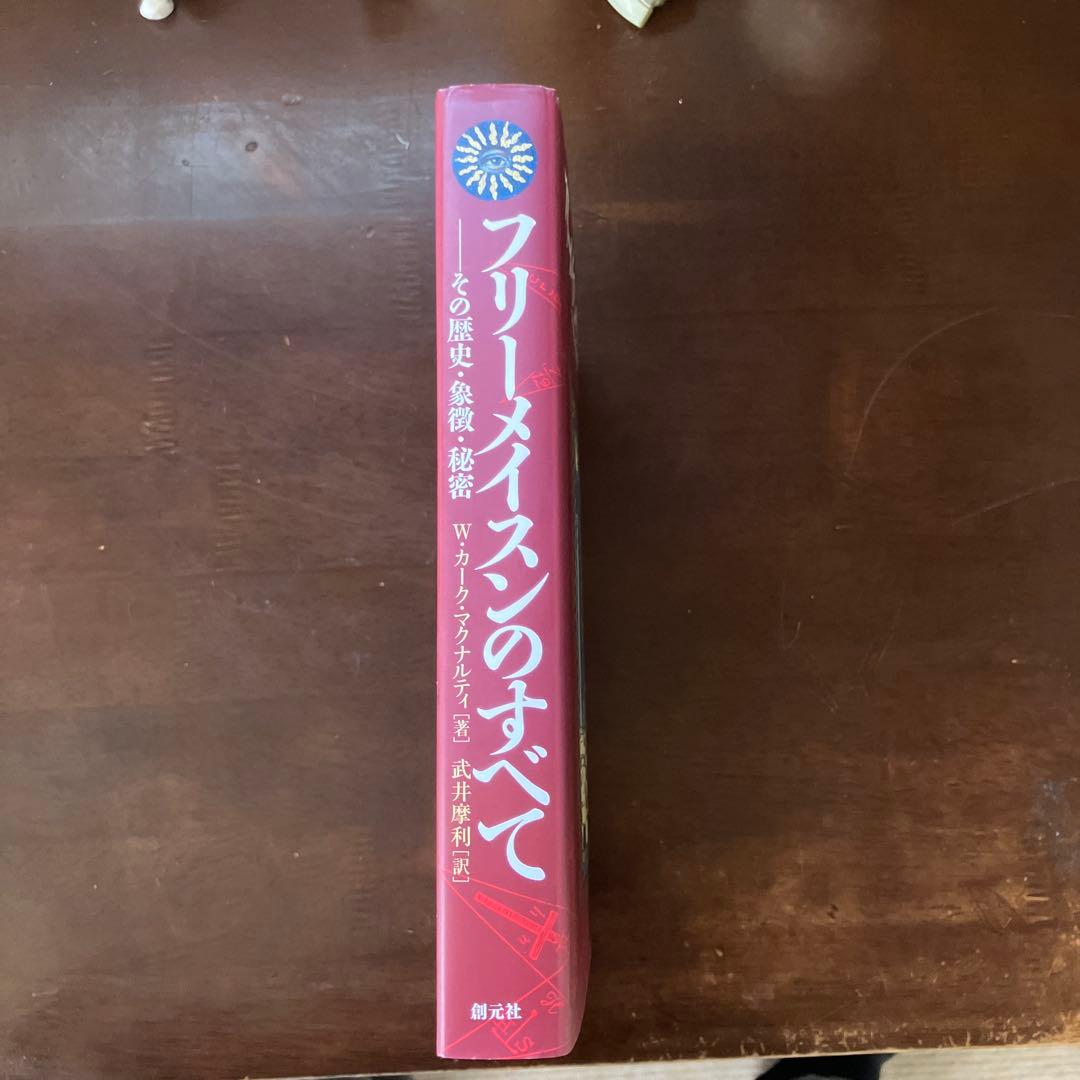 フリーメイスンのすべて
──その歴史・象徴・秘密
W・カーク・マクナルティ[著] 武井摩利[訳]
創元社